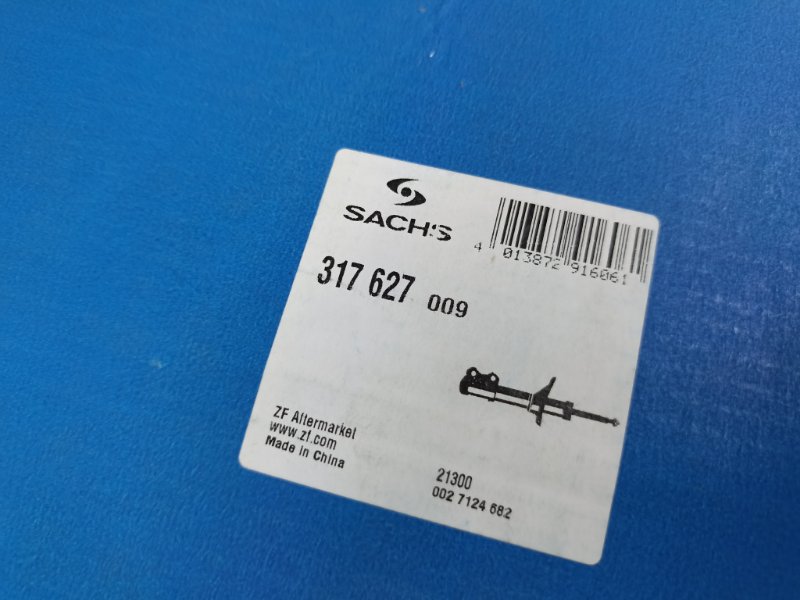 SACHS
4 013872 916061
317 627 009
ZF Aftermarket
www.zf.com
Made in China
21300
002 7124 682